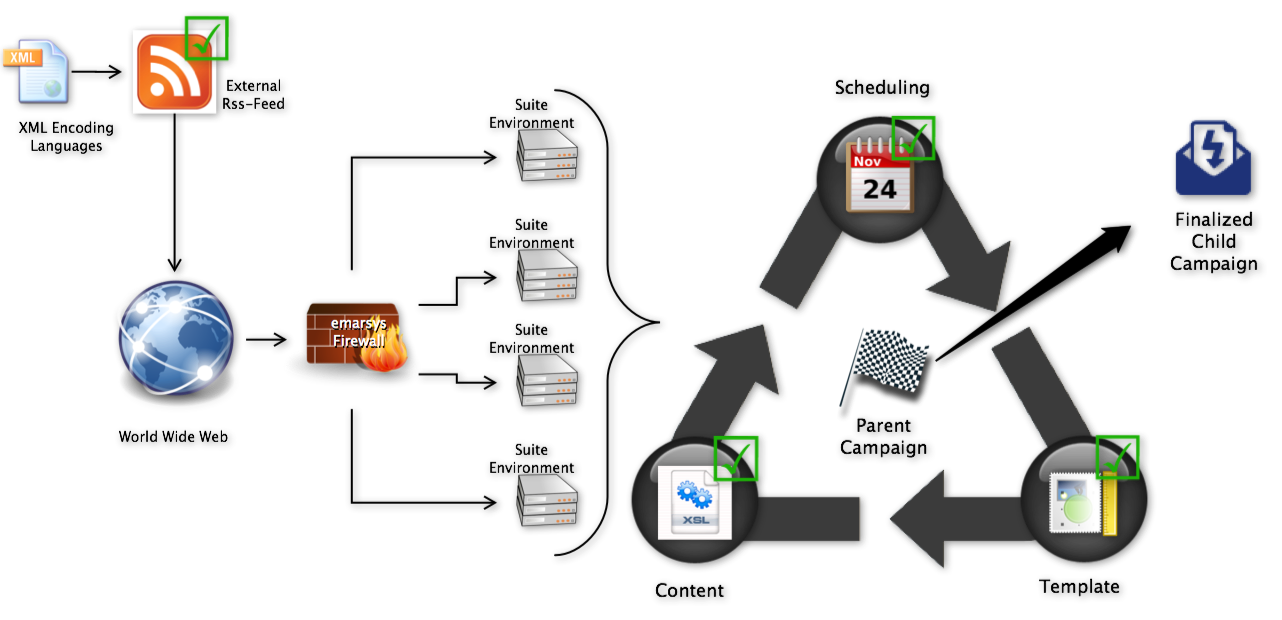 XML
XML Encoding
Languages
External
Rss-Feed
World Wide Web
emarsys
Firewall
Suite
Environment
Suite
Environment
Suite
Environment
Suite
Environment
Scheduling
Nov
24
Finalized
Child
Campaign
Parent
Campaign
XSL
Content
Template